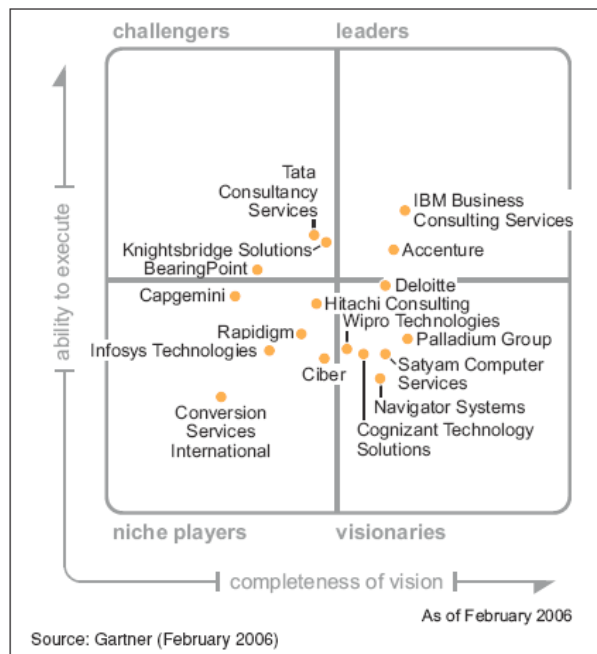 challengers
leaders
ability to execute
Tata
Consultancy
Services
Knightsbridge Solutions
BearingPoint
IBM Business
Consulting Services
Accenture
Capgemini
Deloitte
Hitachi Consulting
Wipro Technologies
Rapidigm
Palladium Group
Infosys Technologies
Ciber
Satyam Computer
Services
Navigator Systems
Cognizant Technology
Solutions
Conversion
Services
International
niche players
visionaries
completeness of vision
As of February 2006
Source: Gartner (February 2006)